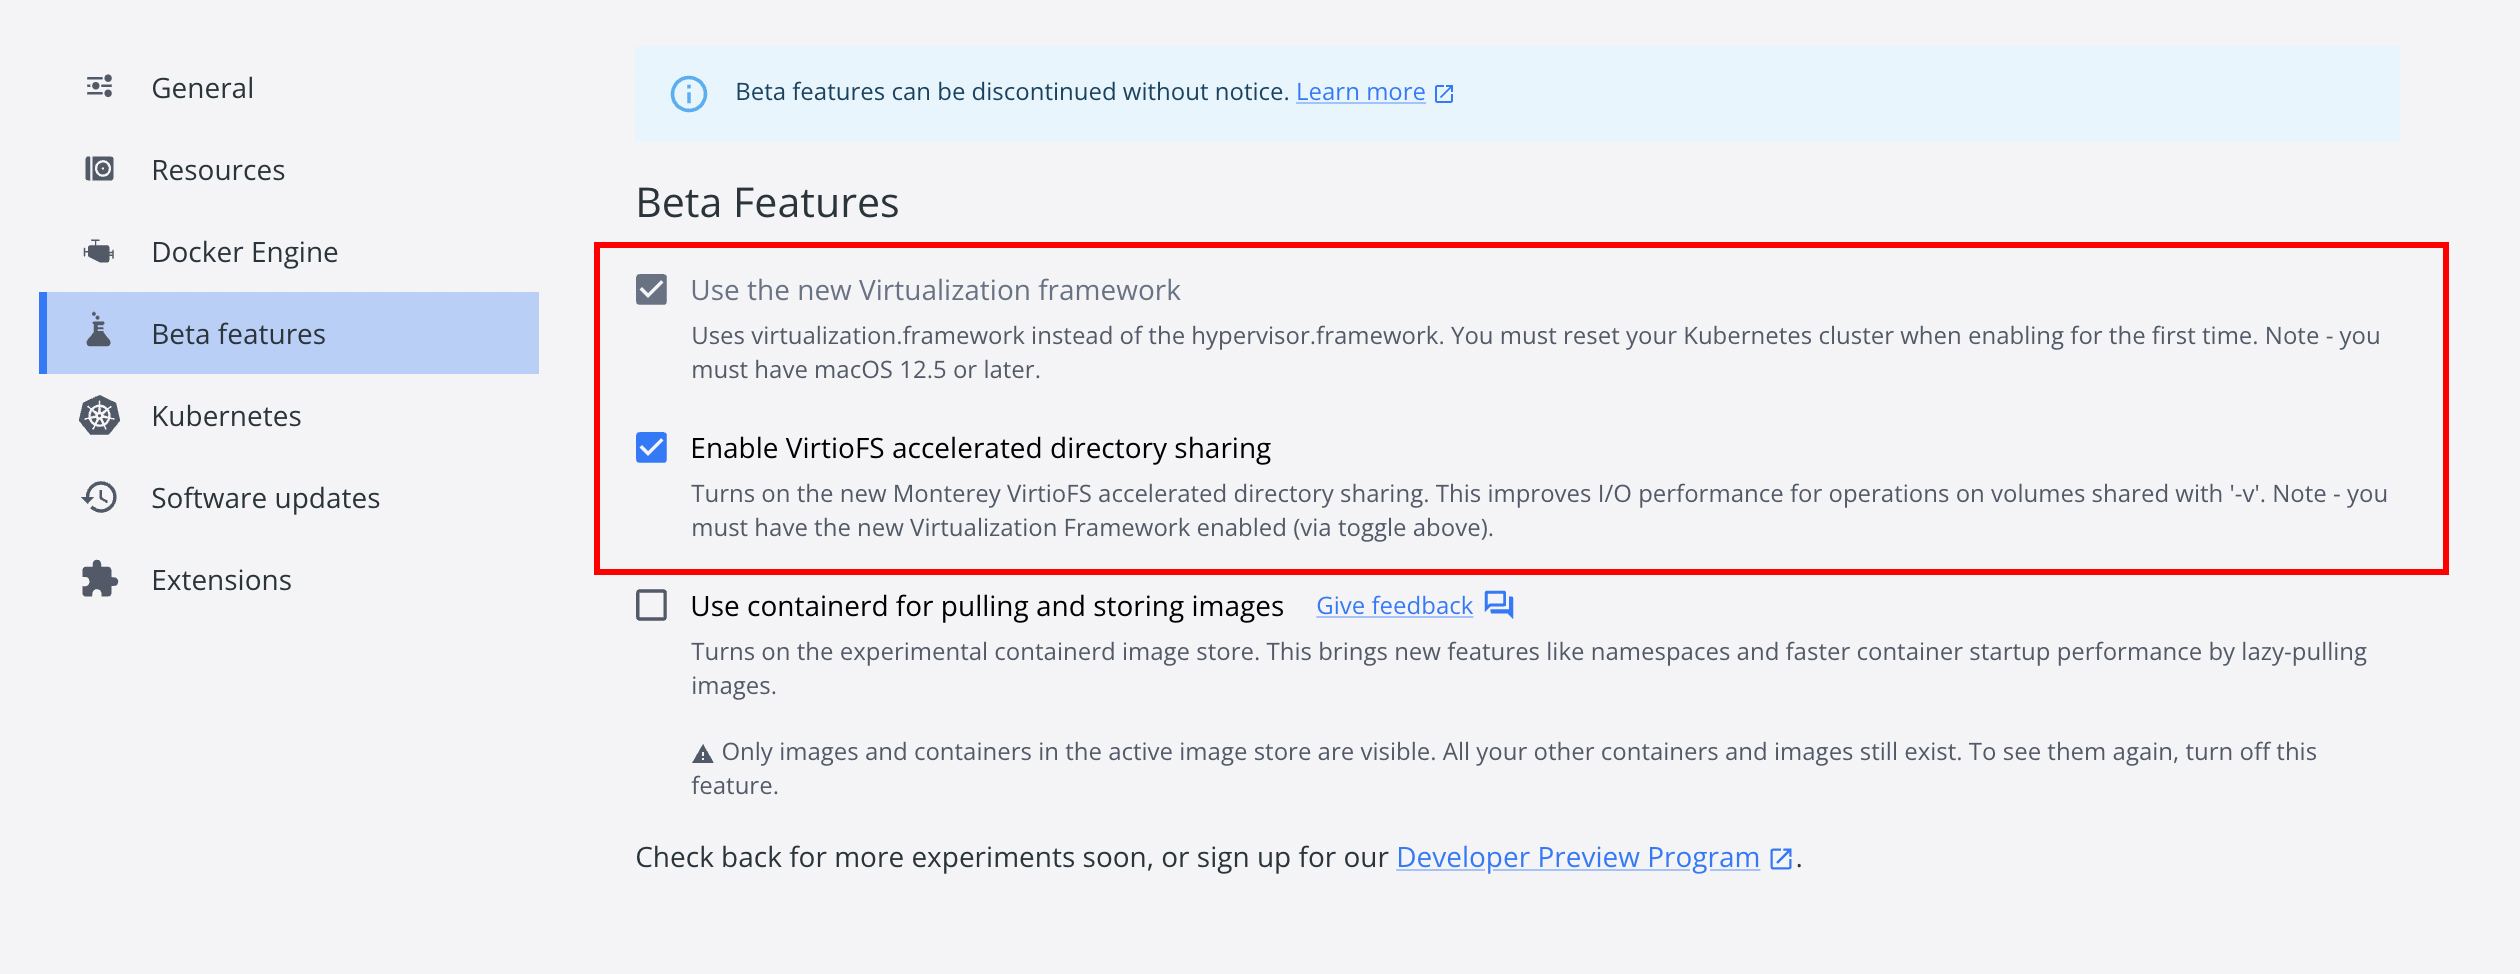 General
Resources
Docker Engine
Beta features
Kubernetes
Software updates
Extensions
Beta features can be discontinued without notice. Learn more
Beta Features
Use the new Virtualization framework
Uses virtualization.framework instead of the hypervisor.framework. You must reset your Kubernetes cluster when enabling for the first time. Note - you
must have macOS 12.5 or later.
Enable VirtioFS accelerated directory sharing
Turns on the new Monterey VirtioFS accelerated directory sharing. This improves I/O performance for operations on volumes shared with '-v'. Note - you
must have the new Virtualization Framework enabled (via toggle above).
Use containerd for pulling and storing images Give feedback
Turns on the experimental containerd image store. This brings new features like namespaces and faster container startup performance by lazy-pulling
images.
Only images and containers in the active image store are visible. All your other containers and images still exist. To see them again, turn off this
feature.
Check back for more experiments soon, or sign up for our Developer Preview Program .